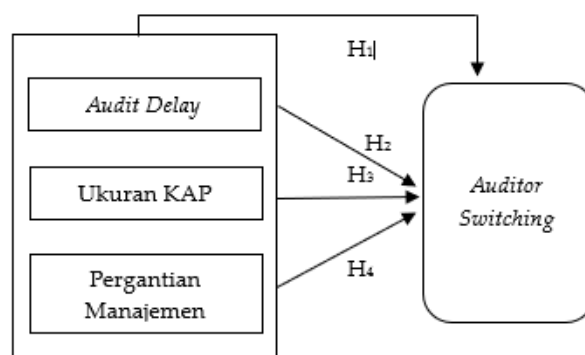 H₁
Audit Delay
H₂
Ukuran KAP
H₃
Auditor
Switching
H₄
Pergantian
Manajemen